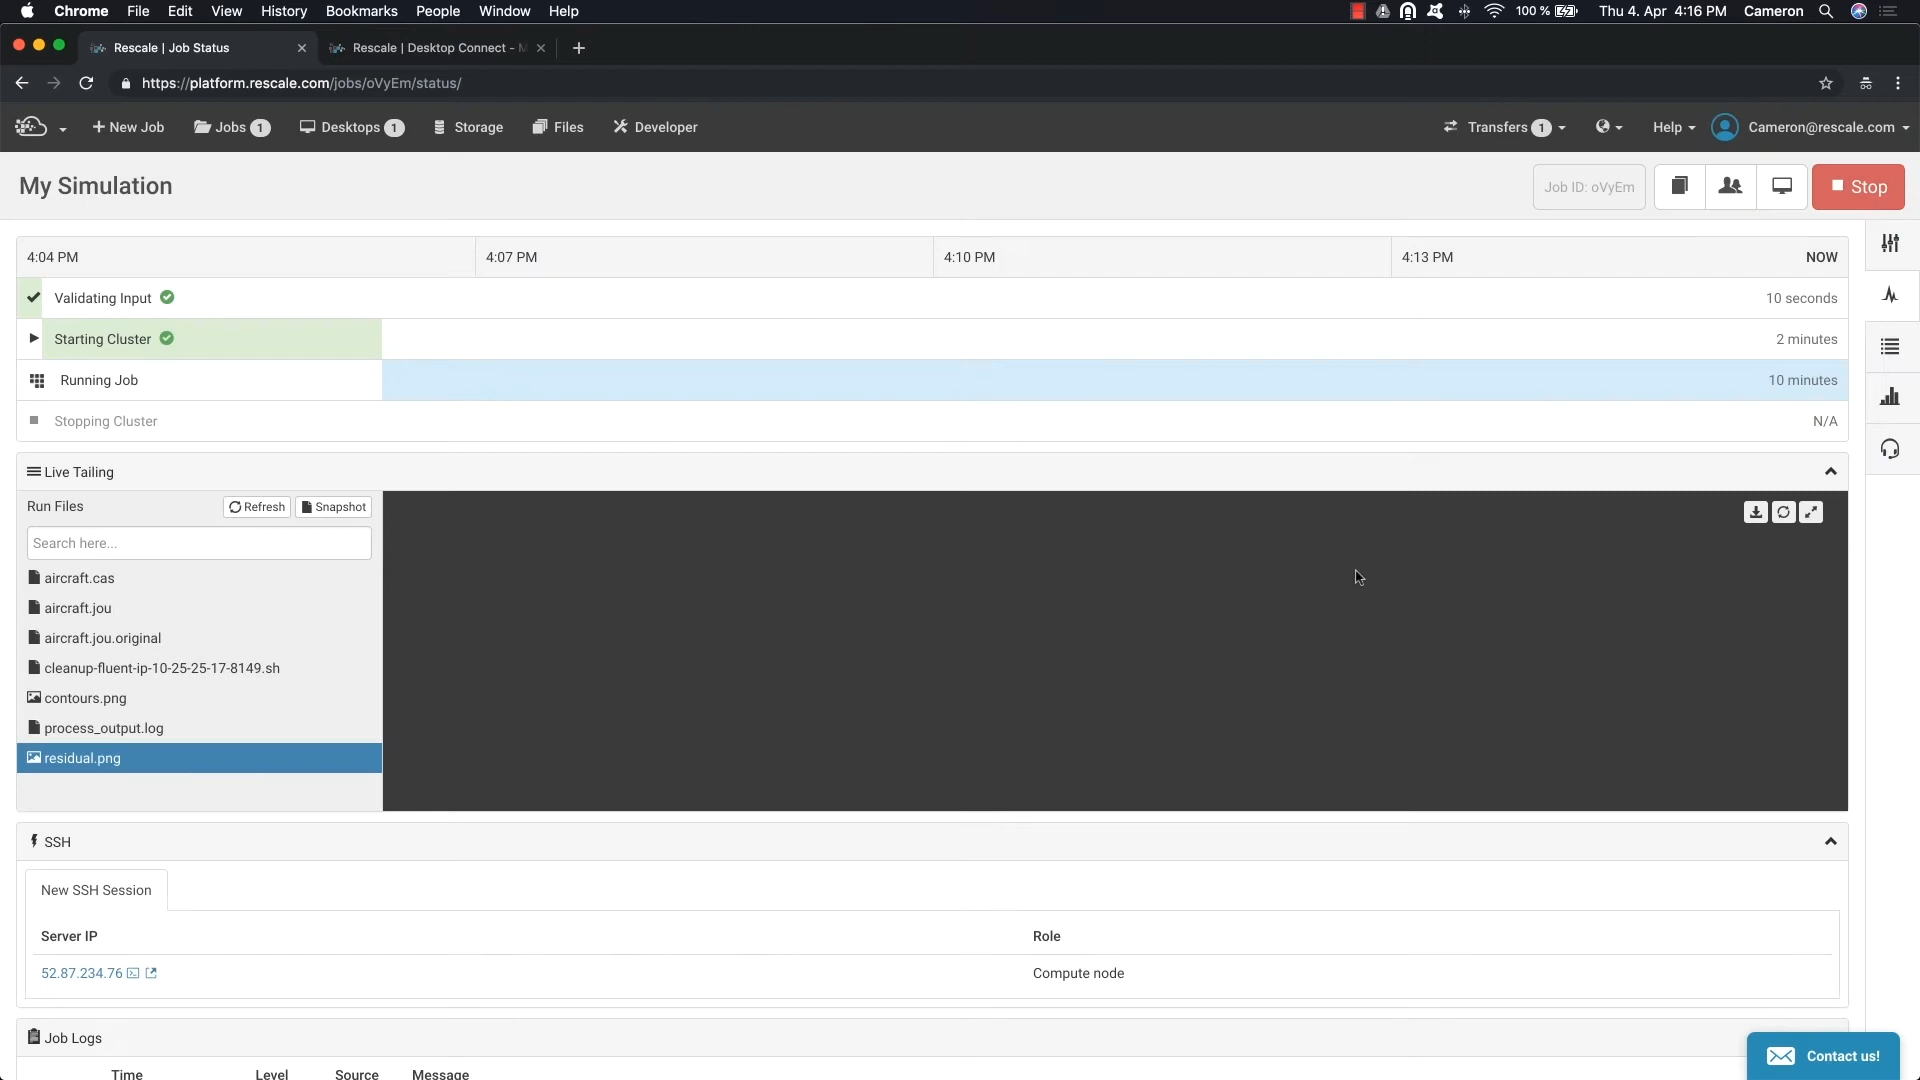 Chrome File Edit View History Bookmarks People Window Help 100 % Thu 4. Apr 4:16 PM Cameron
Rescale | Job Status Rescale | Desktop Connect - M
https://platform.rescale.com/jobs/oVyEm/status/
New Job Jobs 1 Desktops 1 Storage Files Developer Transfers 1 Help Cameron@rescale.com
My Simulation Job ID: oVyEm Stop
4:04 PM 4:07 PM 4:10 PM 4:13 PM NOW
Validating Input 10 seconds
Starting Cluster 2 minutes
Running Job 10 minutes
Stopping Cluster N/A
Live Tailing
Run Files Refresh Snapshot
Search here...
aircraft.cas
aircraft.jou
aircraft.jou.original
cleanup-fluent-ip-10-25-25-17-8149.sh
contours.png
process_output.log
residual.png
SSH
New SSH Session
Server IP Role
52.87.234.76 Compute node
Job Logs
Time Level Source Message
Contact us!